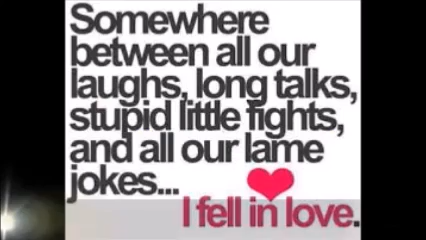 Somewhere
between all our
laughs, long talks,
stupid little fights,
and all our lame
jokes...
I fell in love.